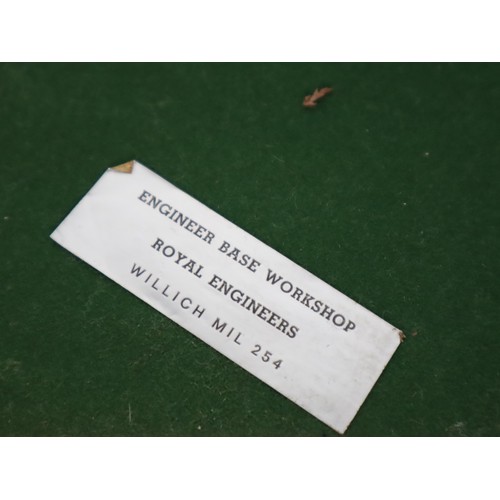 ENGINEER BASE WORKSHOP
ROYAL ENGINEERS
WILLICH MIL 254